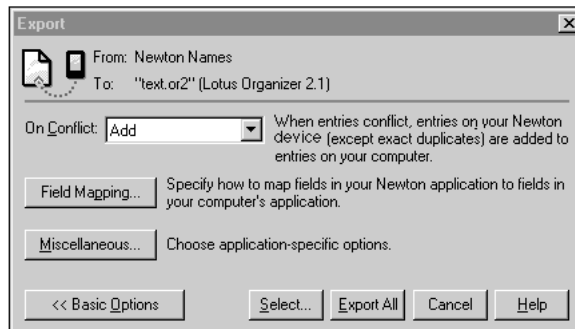 Export
From: Newton Names
To: "text.or2" (Lotus Organizer 2.1)
On Conflict: Add
When entries conflict, entries on your Newton
device (except exact duplicates) are added to
entries on your computer.
Field Mapping...
Specify how to map fields in your Newton application to fields
in your computer's application.
Miscellaneous...
Choose application-specific options.
<< Basic Options
Select...
Export All
Cancel
Help